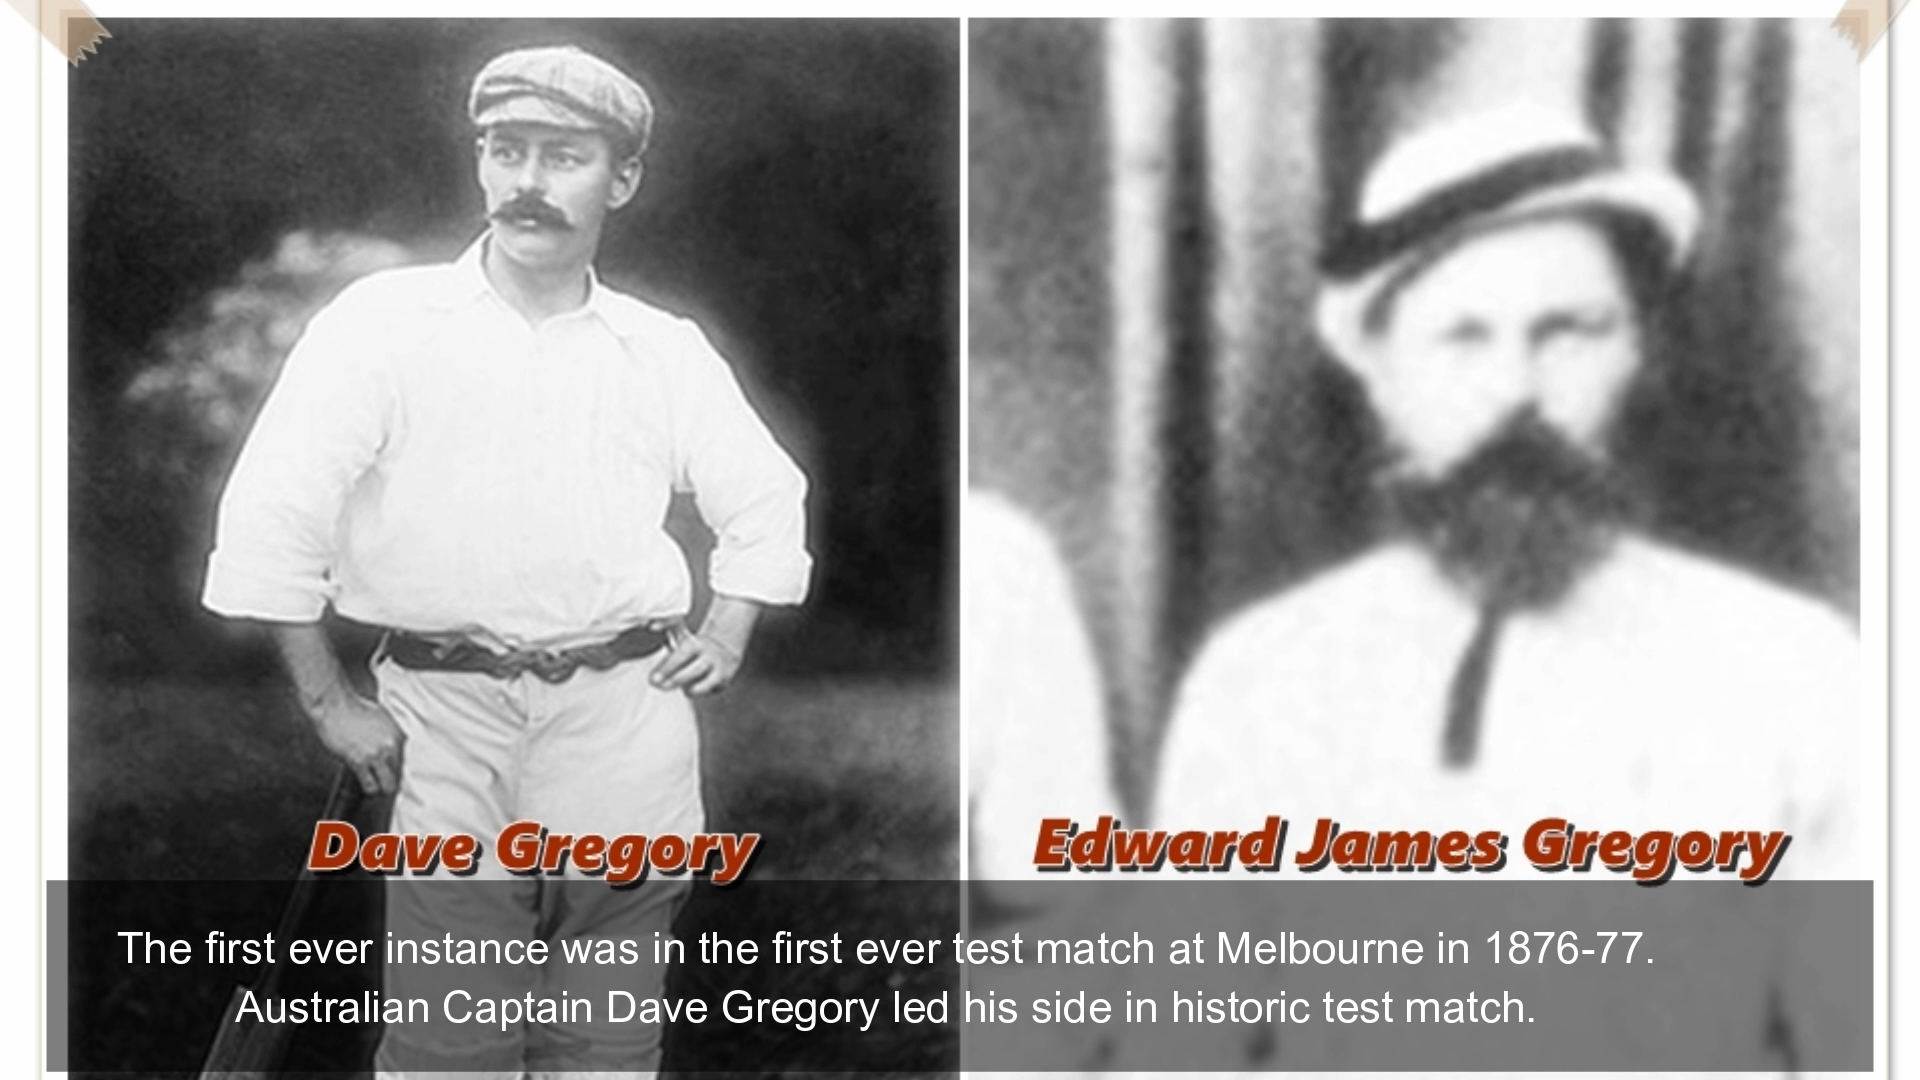 Dave Gregory
Edward James Gregory
The first ever instance was in the first ever test match at Melbourne in 1876-77.
Australian Captain Dave Gregory led his side in historic test match.